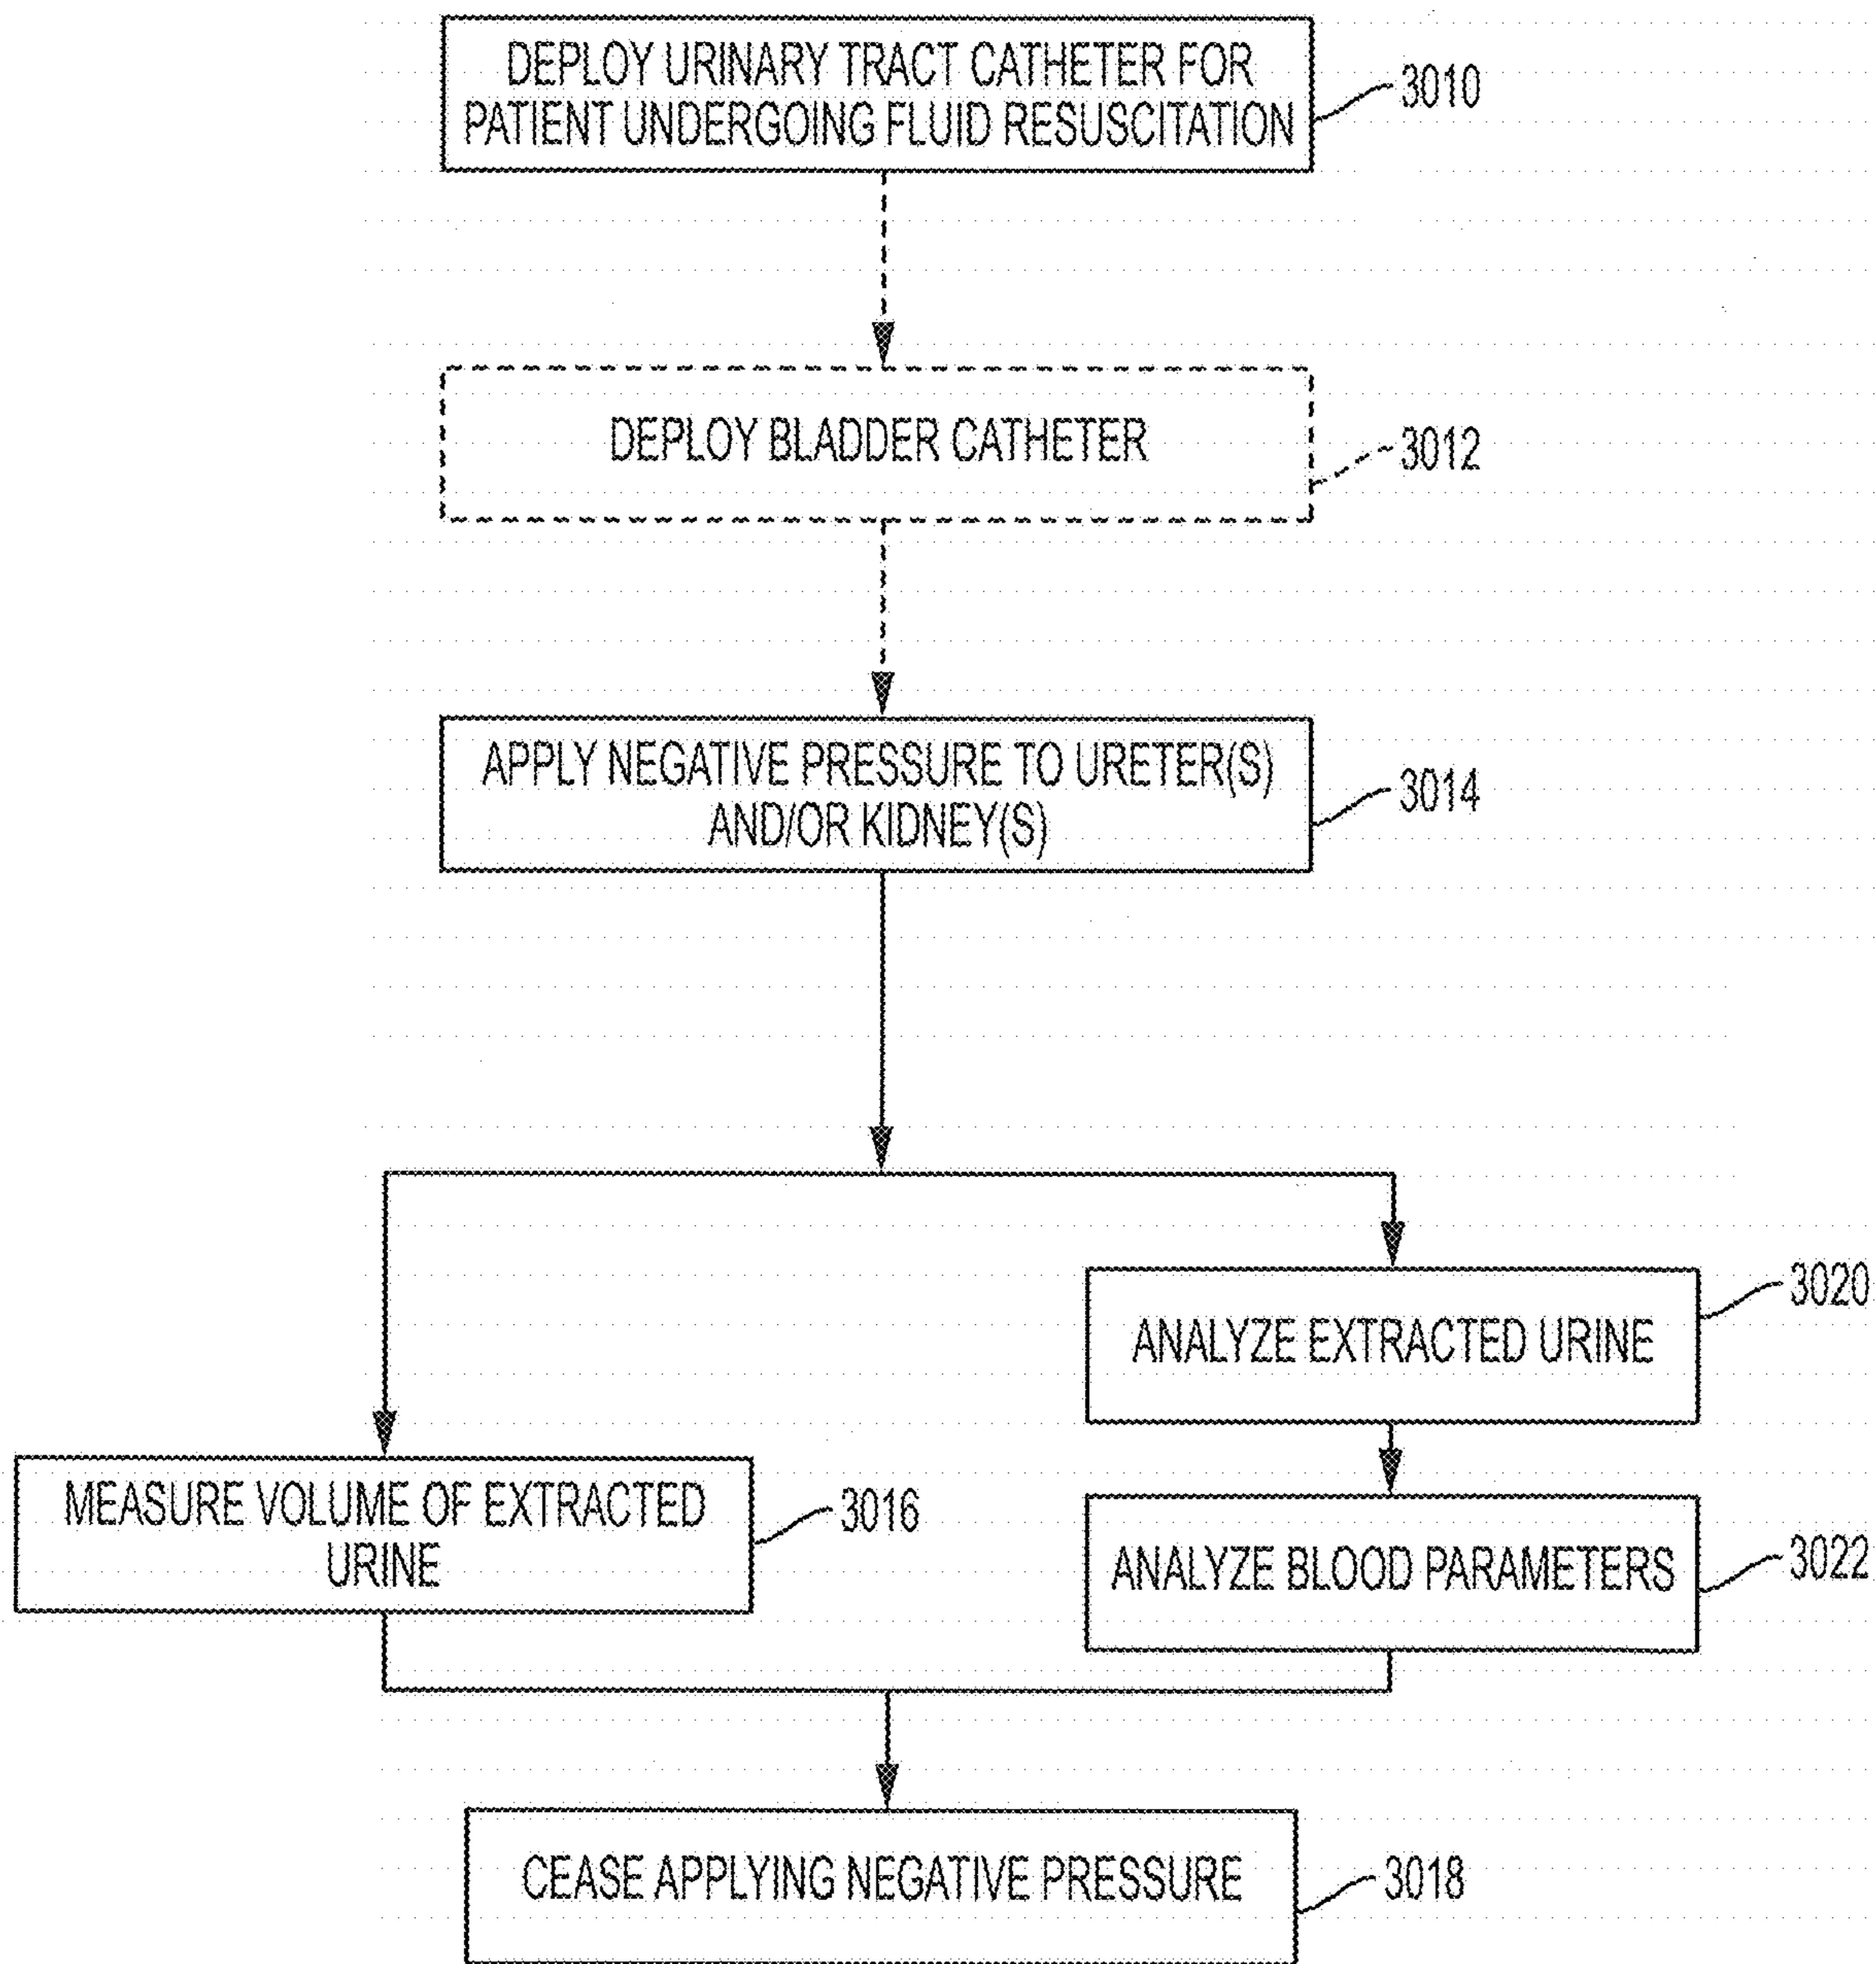 DEPLOY URINARY TRACT CATHETER FOR
PATIENT UNDERGOING FLUID RESUSCITATION
3010
DEPLOY BLADDER CATHETER
3012
APPLY NEGATIVE PRESSURE TO URETER(S)
AND/OR KIDNEY(S)
3014
ANALYZE EXTRACTED URINE
3020
MEASURE VOLUME OF EXTRACTED
URINE
3016
ANALYZE BLOOD PARAMETERS
3022
CEASE APPLYING NEGATIVE PRESSURE
3018